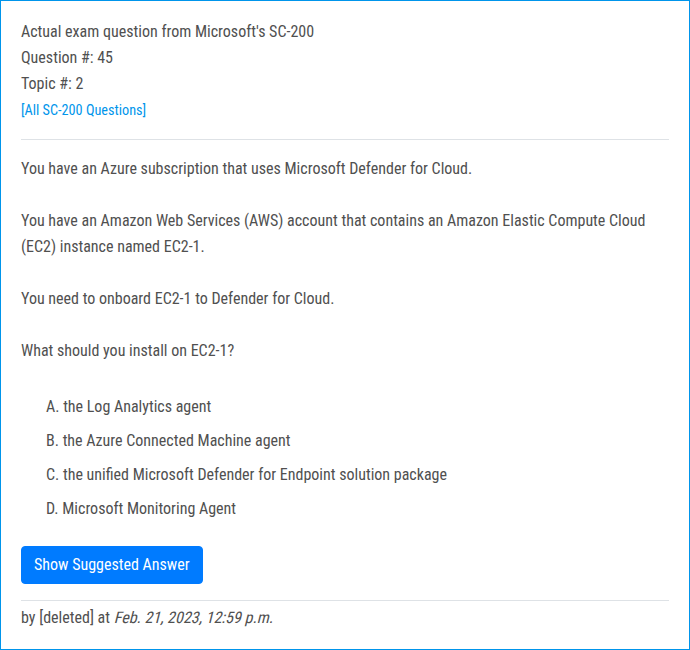 Actual exam question from Microsoft's SC-200
Question #: 45
Topic #: 2
[All SC-200 Questions]
You have an Azure subscription that uses Microsoft Defender for Cloud.
You have an Amazon Web Services (AWS) account that contains an Amazon Elastic Compute Cloud
(EC2) instance named EC2-1.
You need to onboard EC2-1 to Defender for Cloud.
What should you install on EC2-1?
A. the Log Analytics agent
B. the Azure Connected Machine agent
C. the unified Microsoft Defender for Endpoint solution package
D. Microsoft Monitoring Agent
Show Suggested Answer
by [deleted] at Feb. 21, 2023, 12:59 p.m.